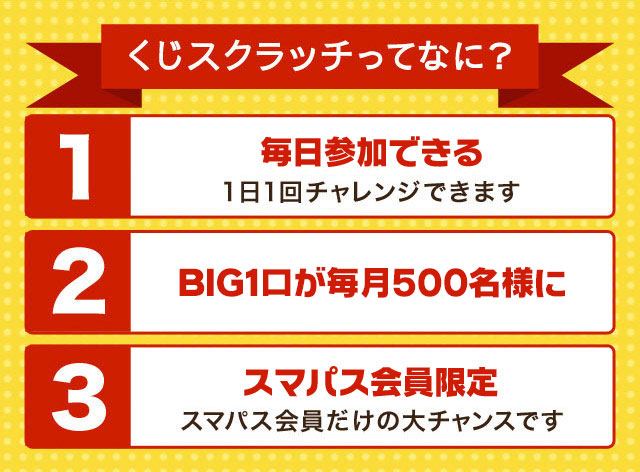 くじスクラッチってなに？
1
毎日参加できる
1日1回チャレンジできます
2
BIG1口が毎月500名様に
3
スマパス会員限定
スマパス会員だけの大チャンスです